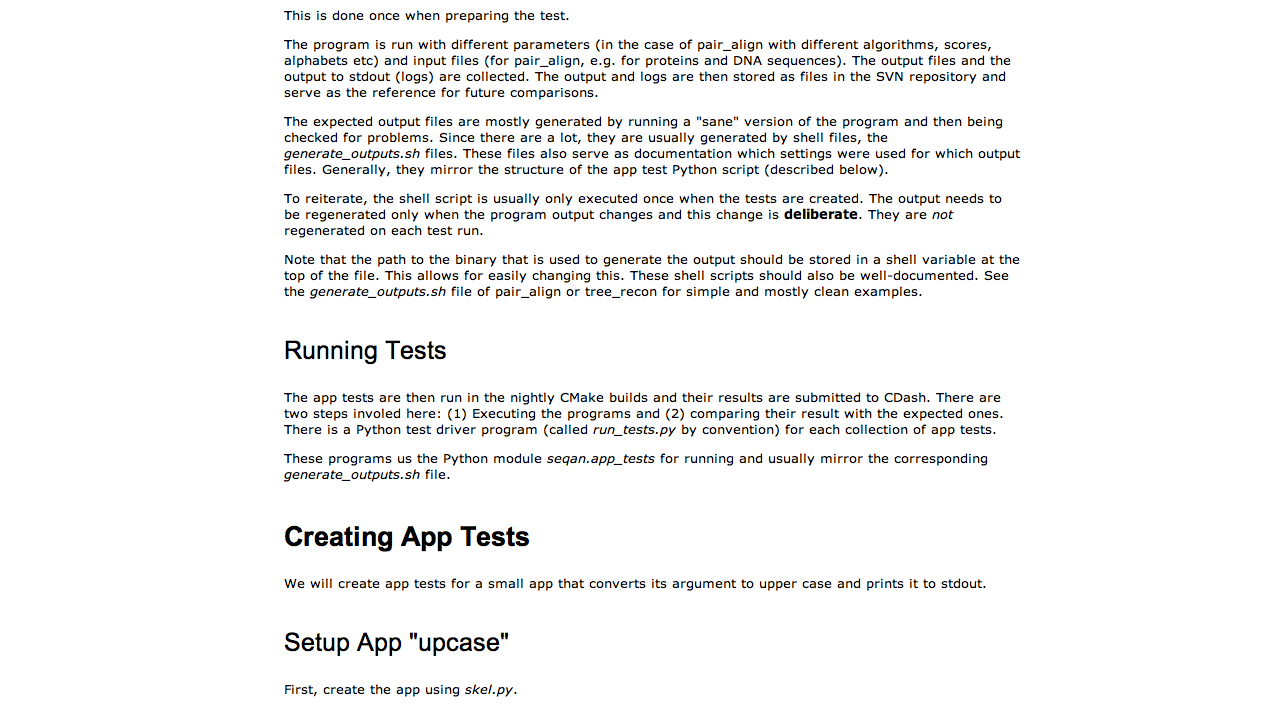 This is done once when preparing the test.
The program is run with different parameters (in the case of pair_align with different algorithms, scores,
alphabets etc) and input files (for pair_align, e.g. for proteins and DNA sequences). The output files and the
output to stdout (logs) are collected. The output and logs are then stored as files in the SVN repository and
serve as the reference for future comparisons.
The expected output files are mostly generated by running a "sane" version of the program and then being
checked for problems. Since there are a lot, they are usually generated by shell files, the
generate_outputs.sh files. These files also serve as documentation which settings were used for which output
files. Generally, they mirror the structure of the app test Python script (described below).
To reiterate, the shell script is usually only executed once when the tests are created. The output needs to
be regenerated only when the program output changes and this change is deliberate. They are not
regenerated on each test run.
Note that the path to the binary that is used to generate the output should be stored in a shell variable at the
top of the file. This allows for easily changing this. These shell scripts should also be well-documented. See
the generate_outputs.sh file of pair_align or tree_recon for simple and mostly clean examples.
Running Tests
The app tests are then run in the nightly CMake builds and their results are submitted to CDash. There are
two steps involed here: (1) Executing the programs and (2) comparing their result with the expected ones.
There is a Python test driver program (called run_tests.py by convention) for each collection of app tests.
These programs us the Python module seqan.app_tests for running and usually mirror the corresponding
generate_outputs.sh file.
Creating App Tests
We will create app tests for a small app that converts its argument to upper case and prints it to stdout.
Setup App "upcase"
First, create the app using skel.py.